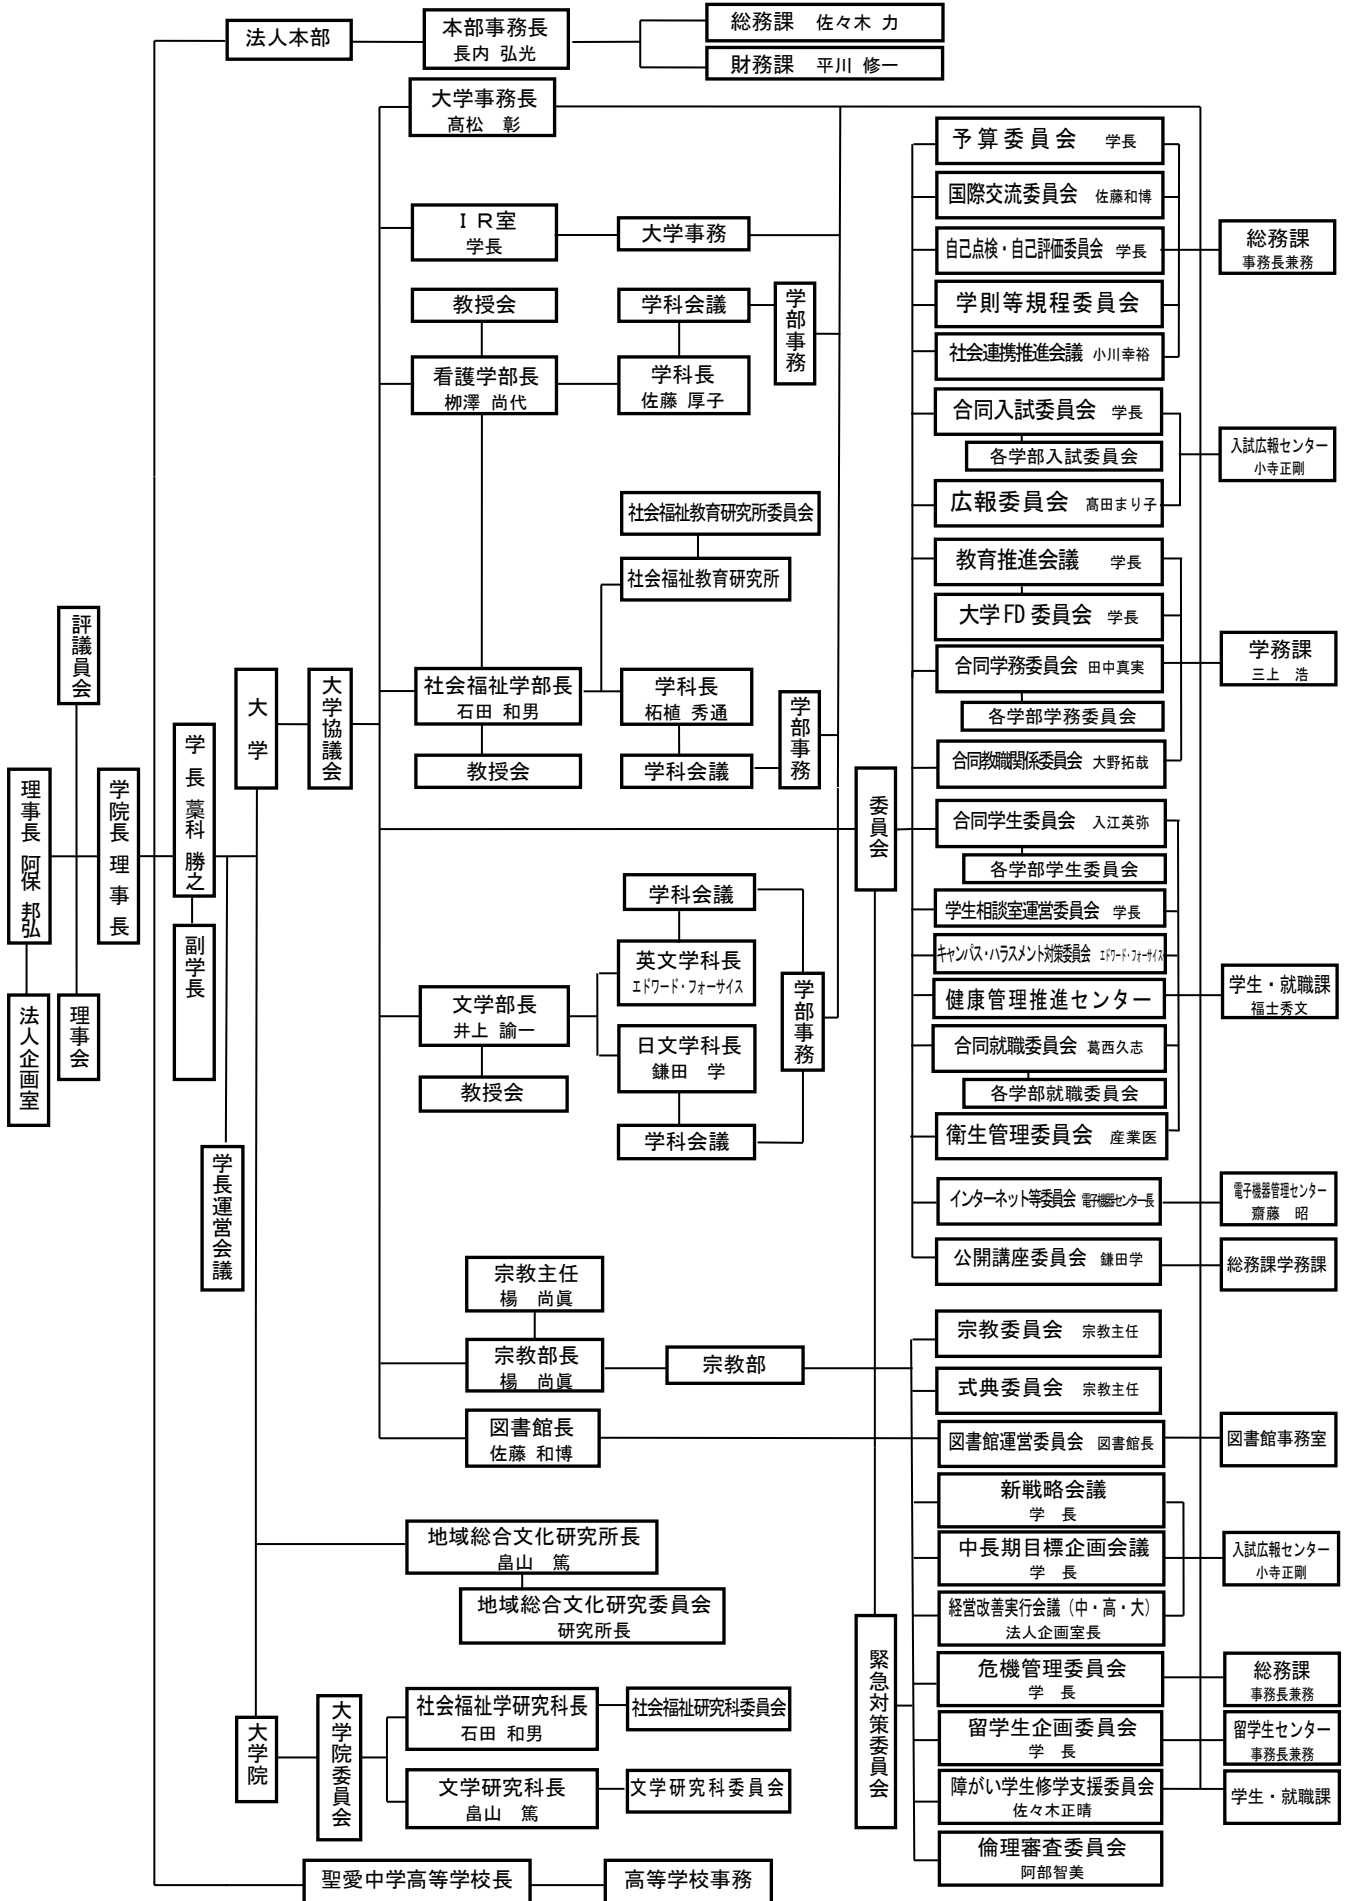 法人本部
本部事務長
長内 弘光
総務課 佐々木 力
財務課 平川 修一
大学事務長
髙松 彰
ＩＲ室
学長
大学事務
教授会
看護学部長
栁澤 尚代
学科会議
学科長
佐藤 厚子
学部事務
社会福祉教育研究所委員会
社会福祉教育研究所
社会福祉学部長
石田 和男
教授会
学科長
柘植 秀通
学科会議
学部事務
評議員会
理事長 阿保 邦弘
法人企画室
理事会
学院長 理事長
学長 藁科 勝之
副学長
学長運営会議
大学
大学協議会
学科会議
英文学科長
エドワード・フォーサイス
文学部長
井上 諭一
教授会
日文学科長
鎌田 学
学科会議
学部事務
宗教主任
楊 尚眞
宗教部長
楊 尚眞
宗教部
図書館長
佐藤 和博
地域総合文化研究所長
畠山 篤
地域総合文化研究委員会
研究所長
大学院
大学院委員会
社会福祉学研究科長
石田 和男
社会福祉研究科委員会
文学研究科長
畠山 篤
文学研究科委員会
聖愛中学高等学校長
高等学校事務
委員会
緊急対策委員会
予算委員会 学長
国際交流委員会 佐藤和博
自己点検・自己評価委員会 学長
学則等規程委員会
社会連携推進会議 小川幸裕
総務課
事務長兼務
合同入試委員会 学長
各学部入試委員会
広報委員会 髙田まり子
入試広報センター
小寺正剛
教育推進会議 学長
大学FD委員会 学長
合同学務委員会 田中真実
各学部学務委員会
合同教職関係委員会 大野拓哉
学務課
三上 浩
合同学生委員会 入江英弥
各学部学生委員会
学生相談室運営委員会 学長
キャンパス・ハラスメント対策委員会 エドワード・フォーサイス
健康管理推進センター
合同就職委員会 葛西久志
各学部就職委員会
衛生管理委員会 産業医
学生・就職課
福士秀文
インターネット等委員会 電子機器センター長
電子機器管理センター
齋藤 昭
公開講座委員会 鎌田学
総務課学務課
宗教委員会 宗教主任
式典委員会 宗教主任
図書館運営委員会 図書館長
図書館事務室
新戦略会議
学 長
中長期目標企画会議
学 長
経営改善実行会議（中・高・大）
法人企画室長
入試広報センター
小寺正剛
危機管理委員会
学 長
総務課
事務長兼務
留学生企画委員会
学 長
留学生センター
事務長兼務
障がい学生修学支援委員会
佐々木正晴
学生・就職課
倫理審査委員会
阿部智美